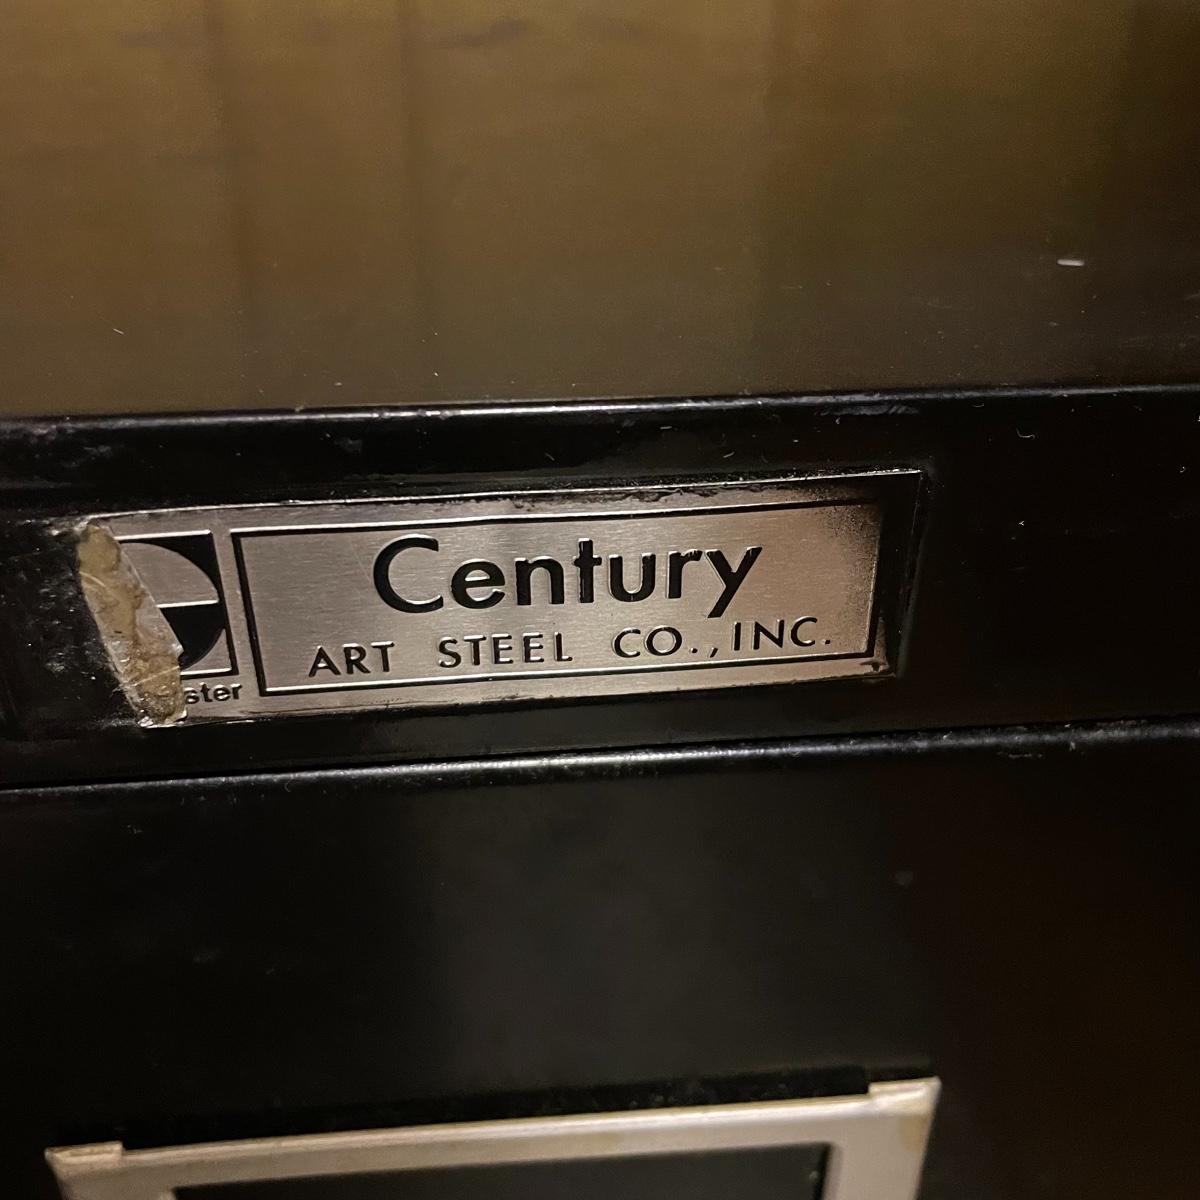 Century
ART STEEL CO., INC.